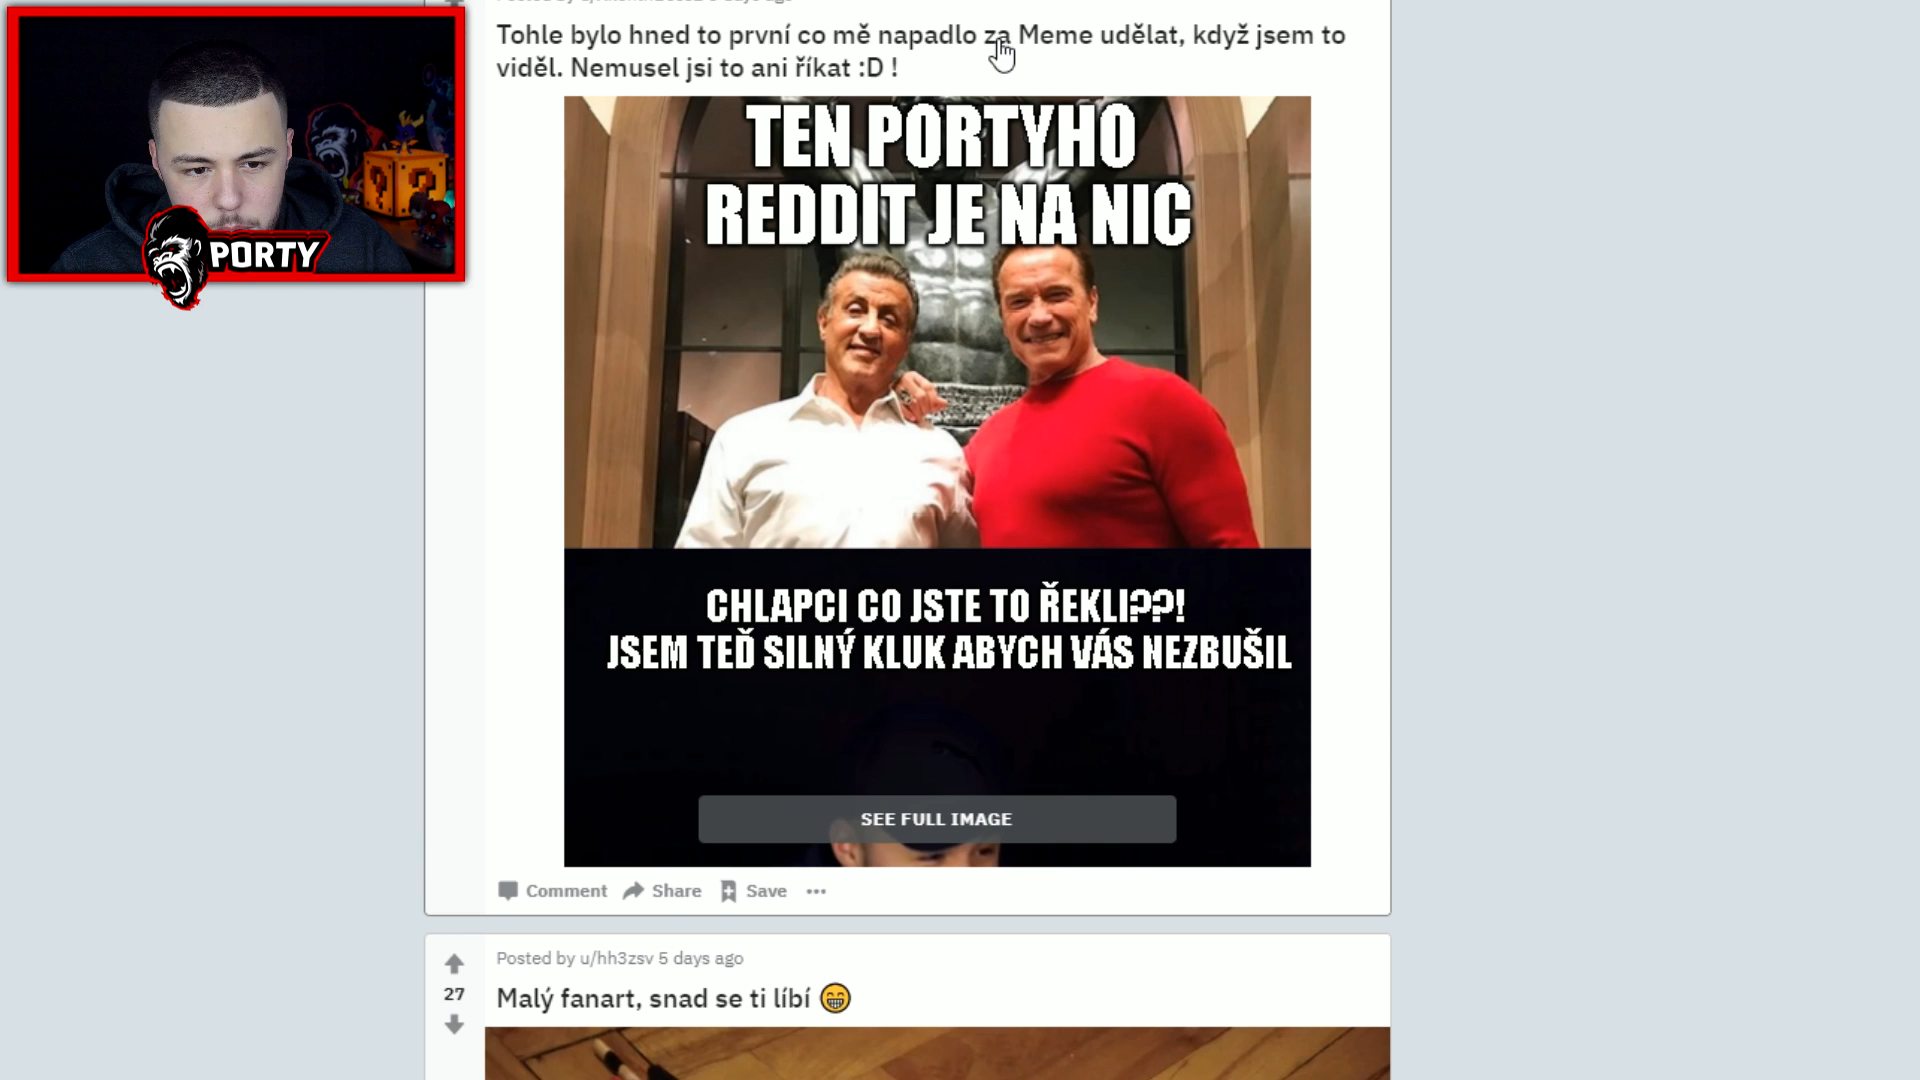 Tohle bylo hned to první co mě napadlo za Meme udělat, když jsem to
viděl. Nemusel jsi to ani říkat :D !
TEN PORTYHO
REDDIT JE NA NIC
PORTY
CHLAPCI CO JSTE TO ŘEKLI??!
JSEM TEĎ SILNÝ KLUK ABYCH VÁS NEZBUŠIL
SEE FULL IMAGE
Comment Share Save
Posted by u/hh3zsv 5 days ago
27
Malý fanart, snad se ti líbí 😁